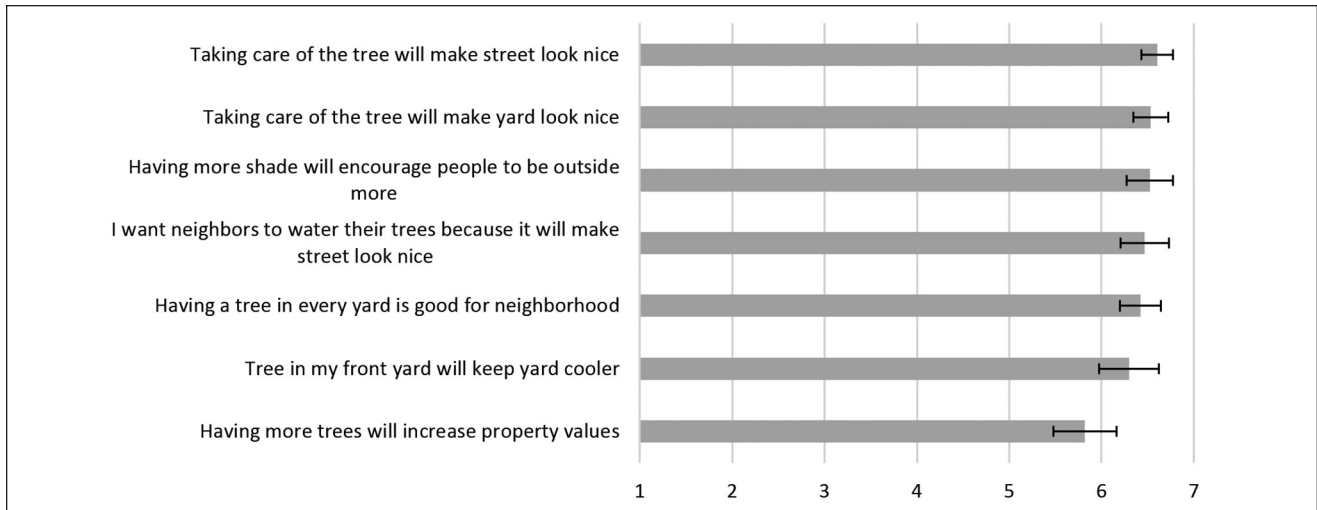 Taking care of the tree will make street look nice
Taking care of the tree will make yard look nice
Having more shade will encourage people to be outside
more
I want neighbors to water their trees because it will make
street look nice
Having a tree in every yard is good for neighborhood
Tree in my front yard will keep yard cooler
Having more trees will increase property values
1 2 3 4 5 6 7